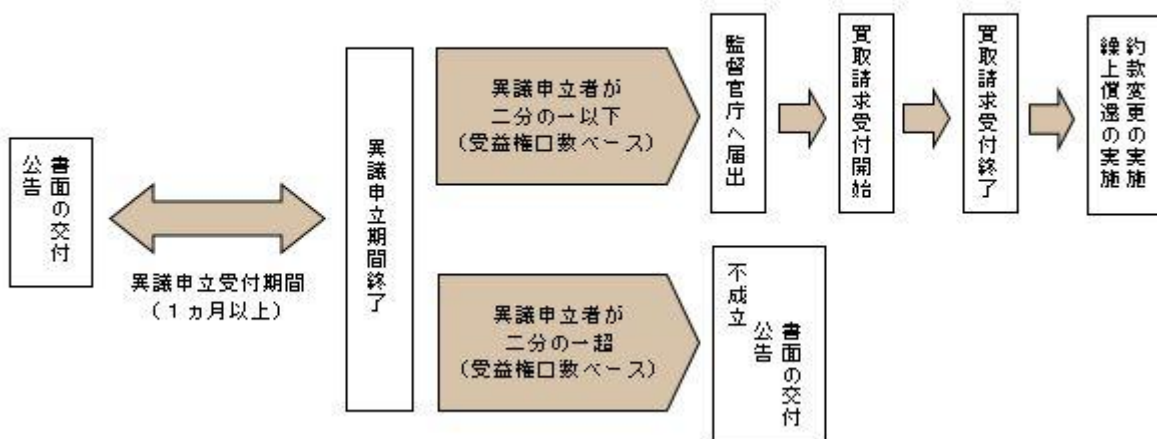 書面の交付
公告
異議申立受付期間
（１ヵ月以上）
異議申立期間終了
異議申立者が
二分の一以下
（受益権口数ベース）
監督官庁へ届出
買取請求受付開始
買取請求受付終了
約款変更の実施
繰上償還の実施
異議申立者が
二分の一超
（受益権口数ベース）
不成立
書面の交付
公告